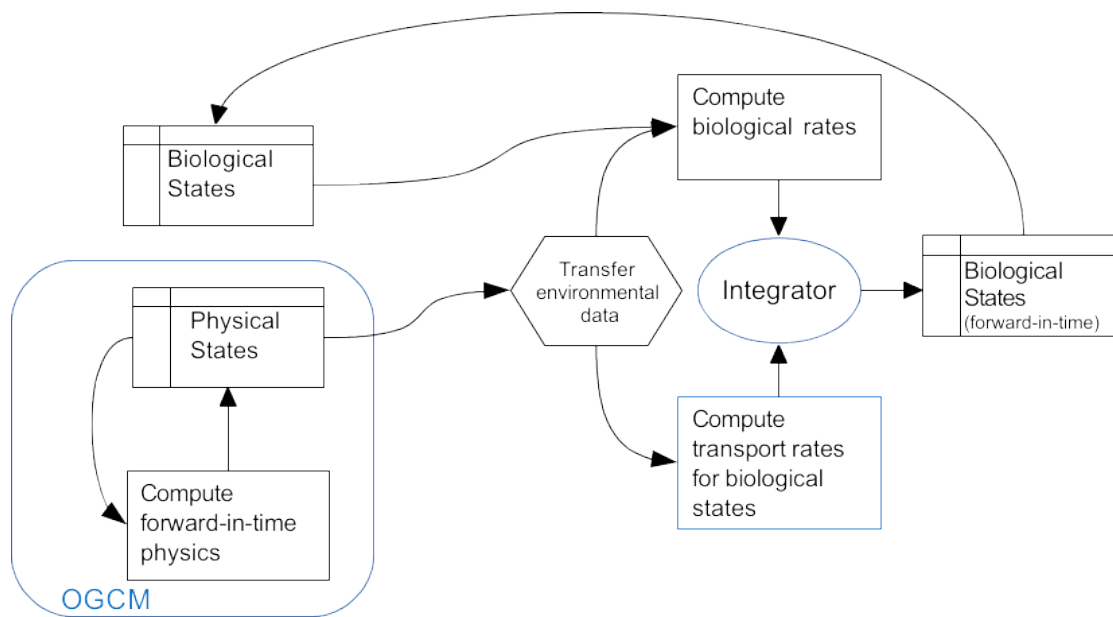 Compute
biological rates
Biological
States
Transfer
environmental
data
Integrator
Biological
States
(forward-in-time)
Physical
States
Compute
transport rates
for biological
states
Compute
forward-in-time
physics
OGCM